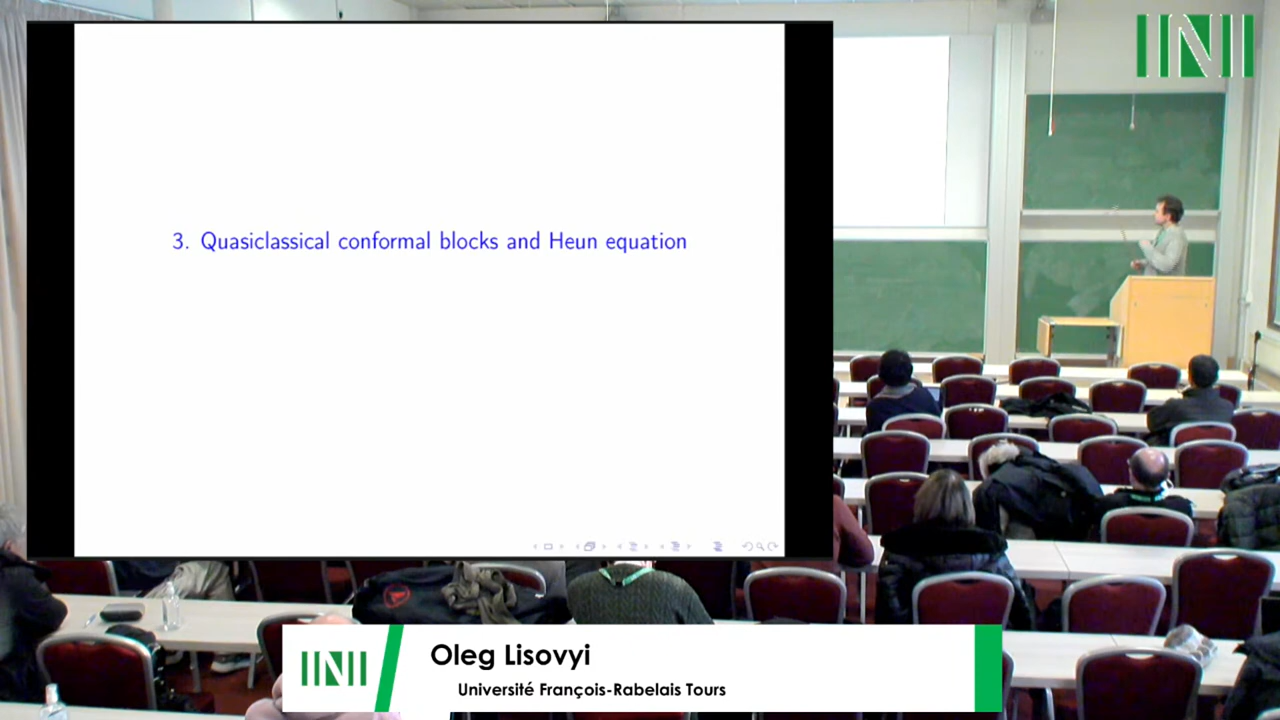 3. Quasiclassical conformal blocks and Heun equation
Oleg Lisovyi
Université François-Rabelais Tours